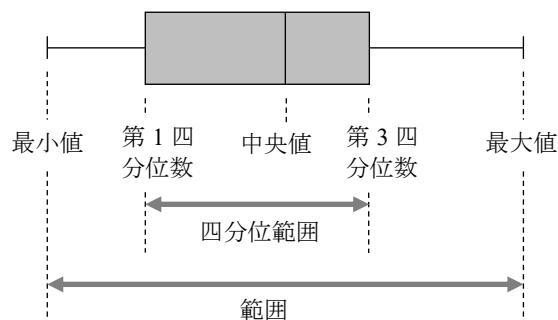 最小値
第1四
分位数
中央値
第3四
分位数
最大値
四分位範囲
範囲